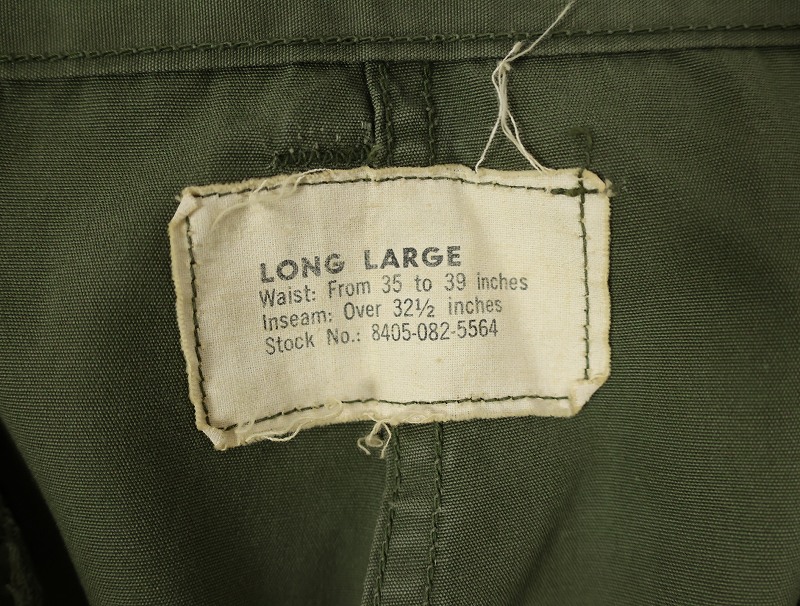 LONG LARGE
Waist: From 35 to 39 inches
Inseam: Over 32½ inches
Stock No.: 8405-082-5564